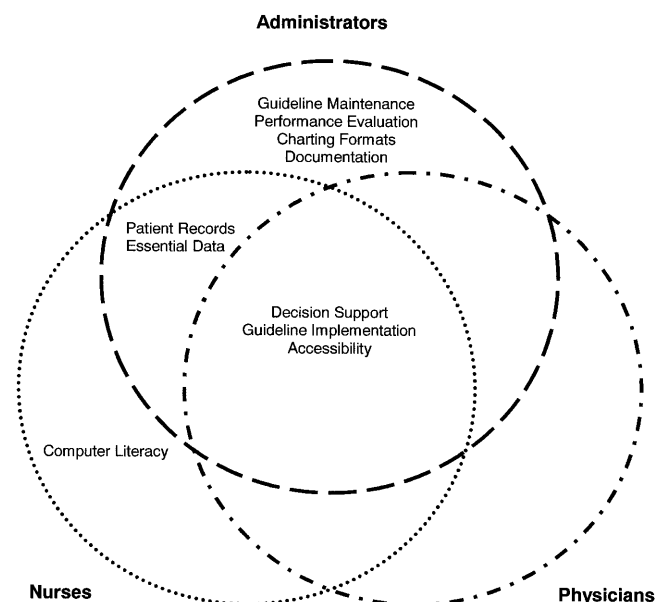 Administrators
Guideline Maintenance
Performance Evaluation
Charting Formats
Documentation
Patient Records
Essential Data
Decision Support
Guideline Implementation
Accessibility
Computer Literacy
Nurses
Physicians